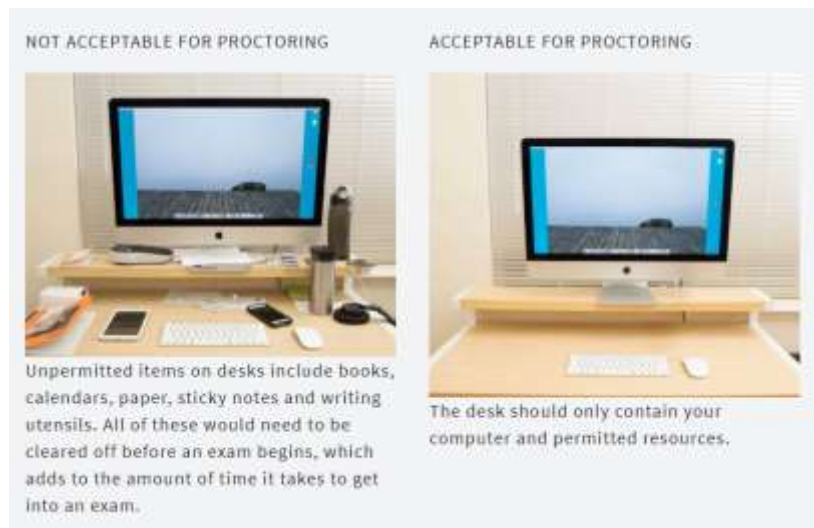 NOT ACCEPTABLE FOR PROCTORING
Unpermitted items on desks include books,
calendars, paper, sticky notes and writing
utensils. All of these would need to be
cleared off before an exam begins, which
adds to the amount of time it takes to get
into an exam.
ACCEPTABLE FOR PROCTORING
The desk should only contain your
computer and permitted resources.